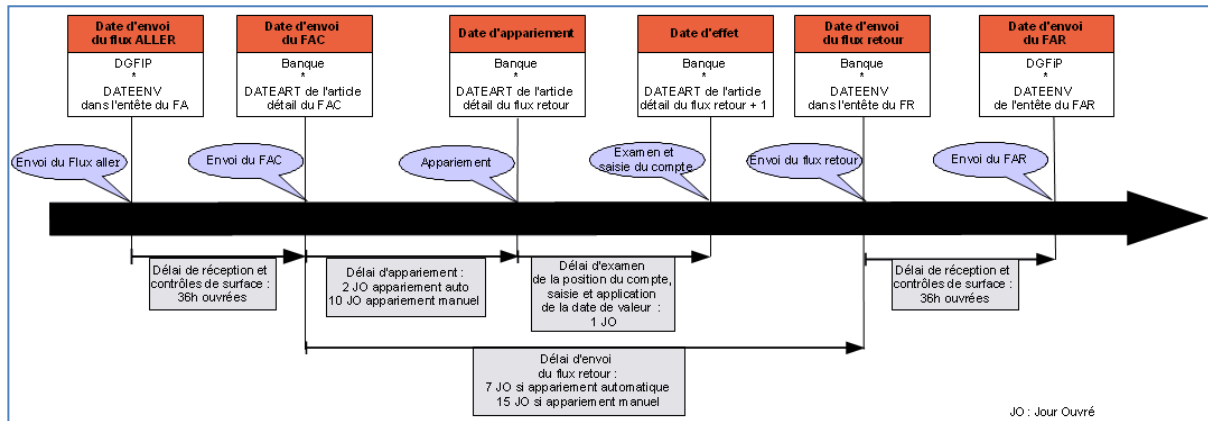 Date d'envoi
du flux ALLER
DGFIP
*
DATEENV
dans l'entête du FA
Date d'envoi
du FAC
Banque
*
DATEART de l'article
détail du FAC
Date d'appariement
Banque
*
DATEART de l'article
détail du flux retour
Date d'effet
Banque
*
DATEART de l'article
détail du flux retour + 1
Date d'envoi
du flux retour
Banque
*
DATEENV
dans l'entête du FR
Date d'envoi
du FAR
DGFiP
*
DATEENV
de l'entête du FAR
Envoi du Flux aller
Envoi du FAC
Appariement
Examen et
saisie du compte
Envoi du flux retour
Envoi du FAR
Délai de réception et
contrôles de surface :
36h ouvrées
Délai d'appariement :
2 JO appariement auto
10 JO appariement manuel
Délai d'examen
de la position du compte,
saisie et application
de la date de valeur :
1 JO
Délai de réception et
contrôles de surface :
36h ouvrées
Délai d'envoi
du flux retour :
7 JO si appariement automatique
15 JO si appariement manuel
JO : Jour Ouvré